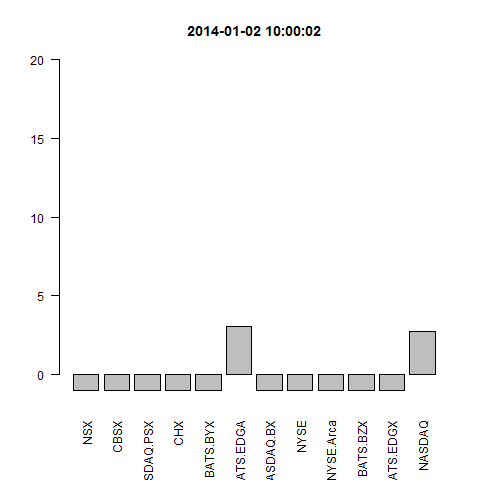 2014-01-02 10:00:02
20
15
10
5
0
NSX
CBSX
SDAQ.PSX
CHX
BATS.BYX
ATS.EDGA
ASDAQ.BX
NYSE
NYSE.Arca
BATS.BZX
ATS.EDGX
NASDAQ